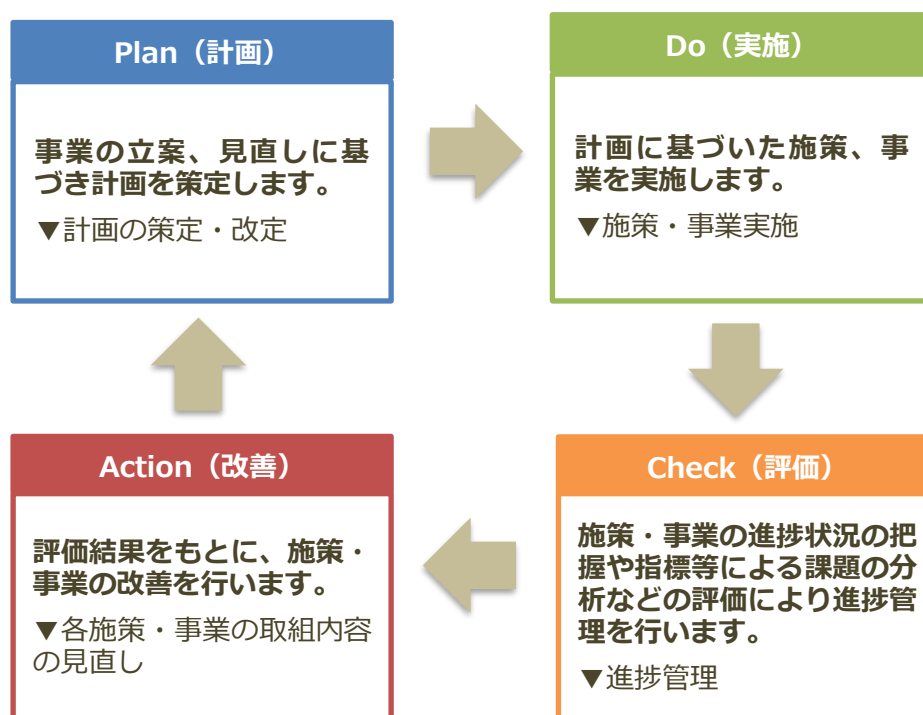 Plan（計画）
事業の立案、見直しに基
づき計画を策定します。
▼計画の策定・改定
Do（実施）
計画に基づいた施策、事
業を実施します。
▼施策・事業実施
Action（改善）
評価結果をもとに、施策・
事業の改善を行います。
▼各施策・事業の取組内容
の見直し
Check（評価）
施策・事業の進捗状況の把
握や指標等による課題の分
析などの評価により進捗管
理を行います。
▼進捗管理